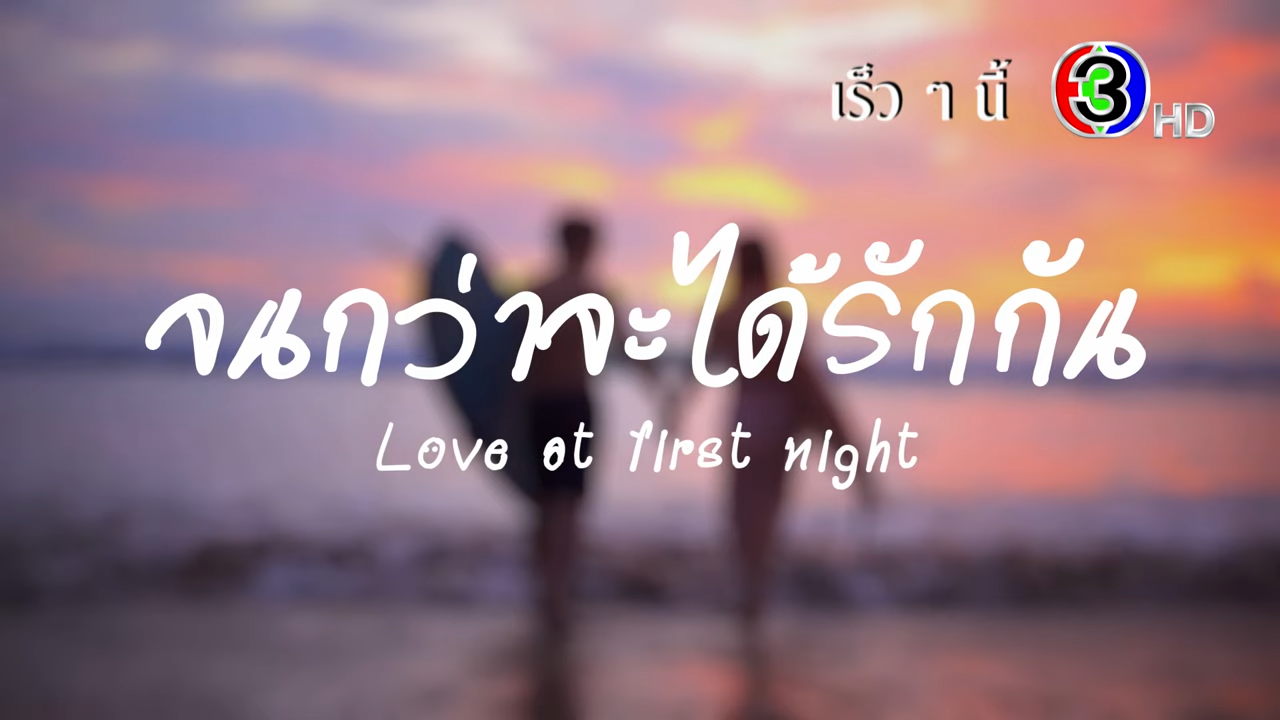 เร็ว ๆ นี้ 3 HD
จนกว่าจะได้รักกัน
Love at first night